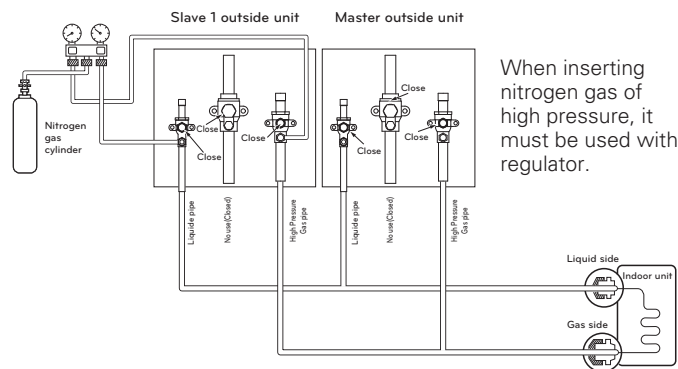 Slave 1 outside unit
Master outside unit
Nitrogen
gas
cylinder
Close
Close
Close
Close
Close
Close
When inserting
nitrogen gas of
high pressure, it
must be used with
regulator.
Liquide pipe
No use(Closed)
High Pressure
Gas pipe
Liquide pipe
No use(Closed)
High Pressure
Gas pipe
Liquid side
Indoor unit
Gas side